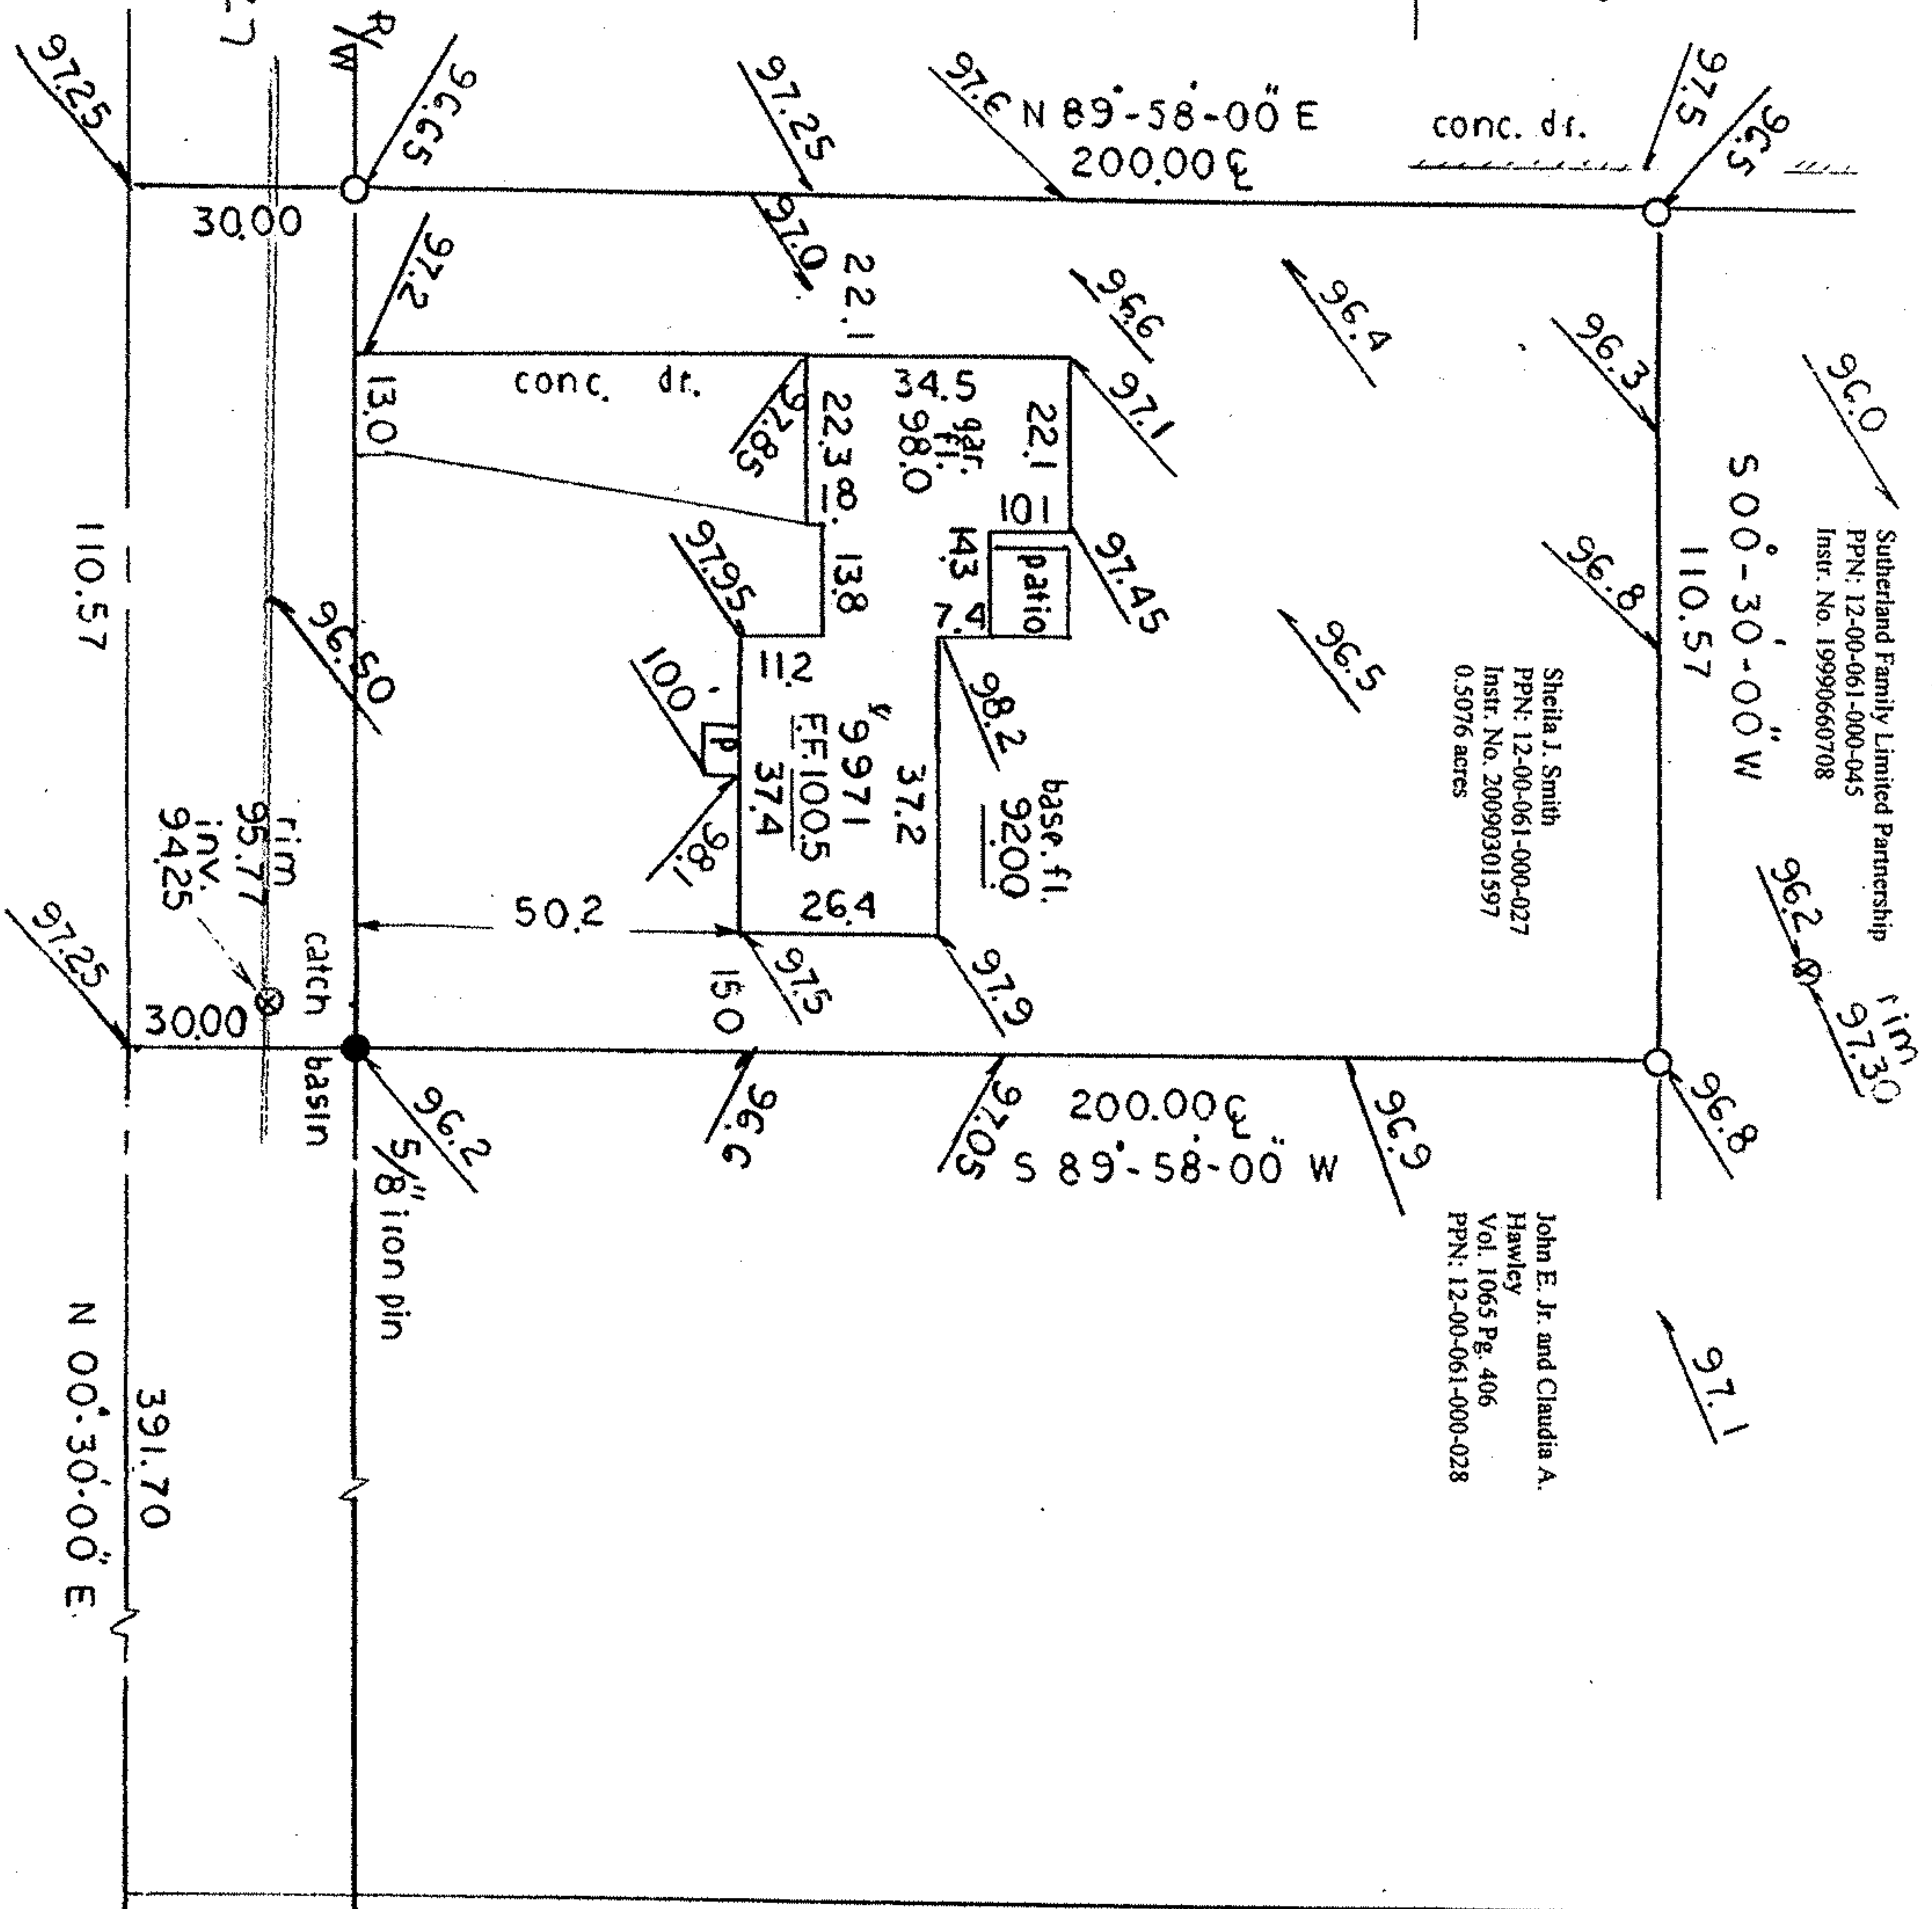 97.25
R/W
96.65
97.25
97.6
N 89°-58'-00" E
200.00 ℄
conc. dr.
97.5
96.5
30.00
97.2
97.0
22.1
96.6
96.4
96.3
96.0
S 00°-30'-00" W
110.57
Sutherland Family Limited Partnership
PPN: 12-00-061-000-045
Instr. No. 19990660708
13.0
conc. dr.
97.85
22.3
8.1
34.5
gar.
fl.
98.0
22.1
97.1
10.1
patio
14.3
7.4
97.45
13.8
97.95
11.2
100
P
98.1
9971
F.F. 100.5
37.4
37.2
98.2
base. fl.
92.00
26.4
96.5
96.8
Sheila J. Smith
PPN: 12-00-061-000-027
Instr. No. 20090301597
0.5076 acres
96.2
rim
97.30
110.57
96.50
rim
95.77
inv.
94.25
50.2
15.0
97.5
97.9
97.25
30.00
catch basin
96.2
5/8" iron pin
96.6
97.05
200.00 ℄
S 89°-58'-00" W
96.9
96.8
97.1
John E. Jr. and Claudia A.
Hawley
Vol. 1065 Pg. 406
PPN: 12-00-061-000-028
391.70
N 00°-30'-00" E